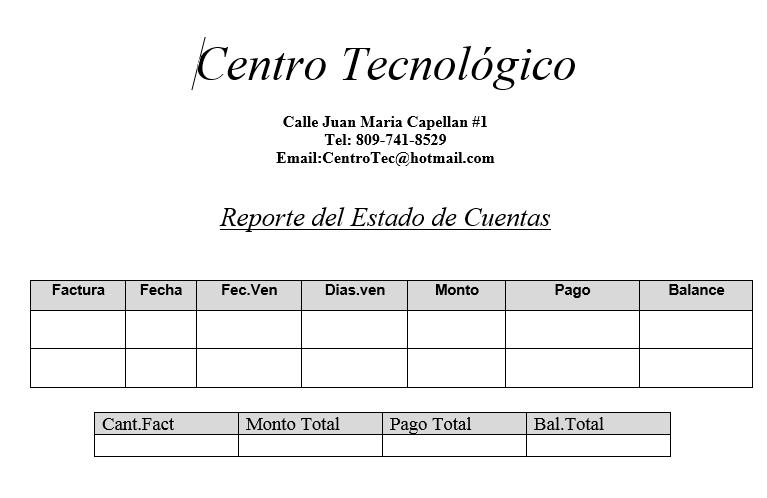 Centro Tecnológico
Calle Juan Maria Capellan #1
Tel: 809-741-8529
Email:CentroTec@hotmail.com
Reporte del Estado de Cuentas
Factura Fecha Fec.Ven Dias.ven Monto Pago Balance
Cant.Fact Monto Total Pago Total Bal.Total